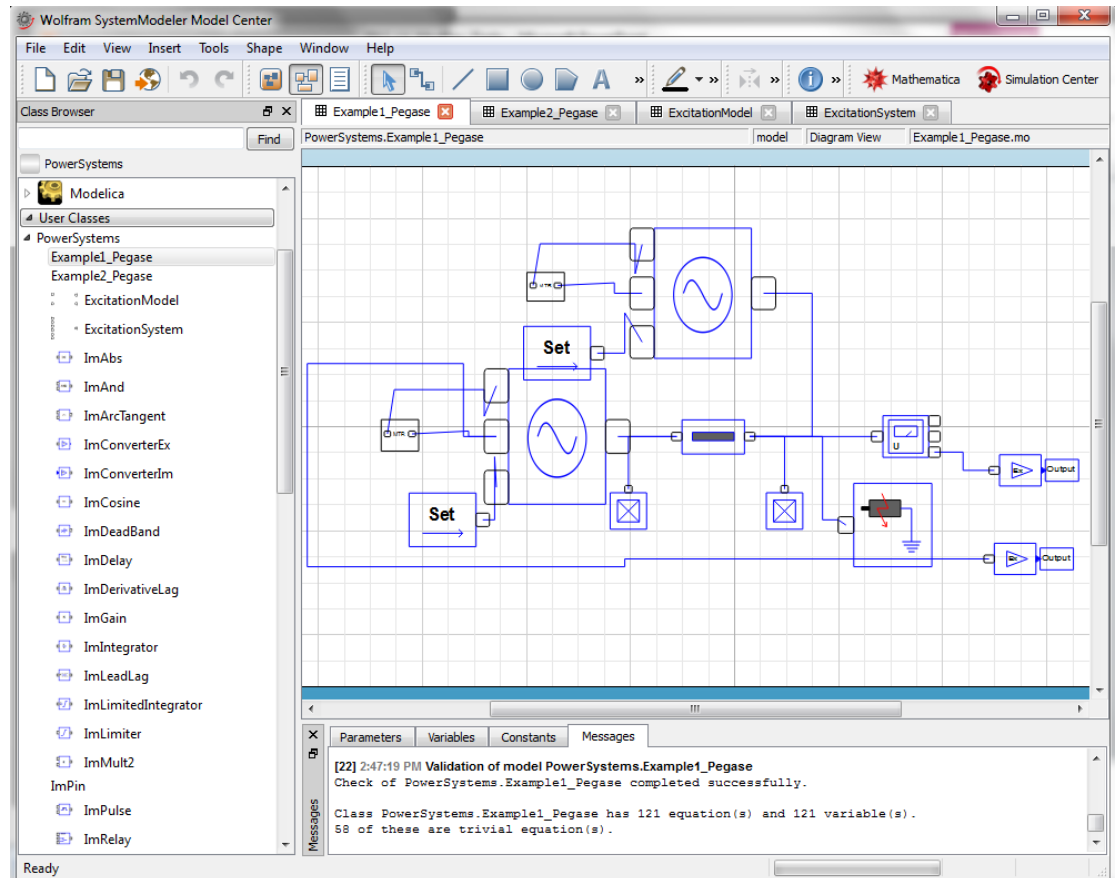 Wolfram SystemModeler Model Center
File Edit View Insert Tools Shape Window Help
A » » » » Mathematica Simulation Center
Class Browser
Find
PowerSystems
Modelica
User Classes
PowerSystems
Example1_Pegase
Example2_Pegase
ExcitationModel
ExcitationSystem
ImAbs
ImAnd
ImArcTangent
ImConverterEx
ImConverterIm
ImCosine
ImDeadBand
ImDelay
ImDerivativeLag
ImGain
ImIntegrator
ImLeadLag
ImLimitedIntegrator
ImLimiter
ImMult2
ImPin
ImPulse
ImRelay
Example1_Pegase Example2_Pegase ExcitationModel ExcitationSystem
PowerSystems.Example1_Pegase model Diagram View Example1_Pegase.mo
MTR
Set
MTR
U
Ex Output
Set
Ex Output
Parameters Variables Constants Messages
Messages
[22] 2:47:19 PM Validation of model PowerSystems.Example1_Pegase
Check of PowerSystems.Example1_Pegase completed successfully.
Class PowerSystems.Example1_Pegase has 121 equation(s) and 121 variable(s).
58 of these are trivial equation(s).
Ready